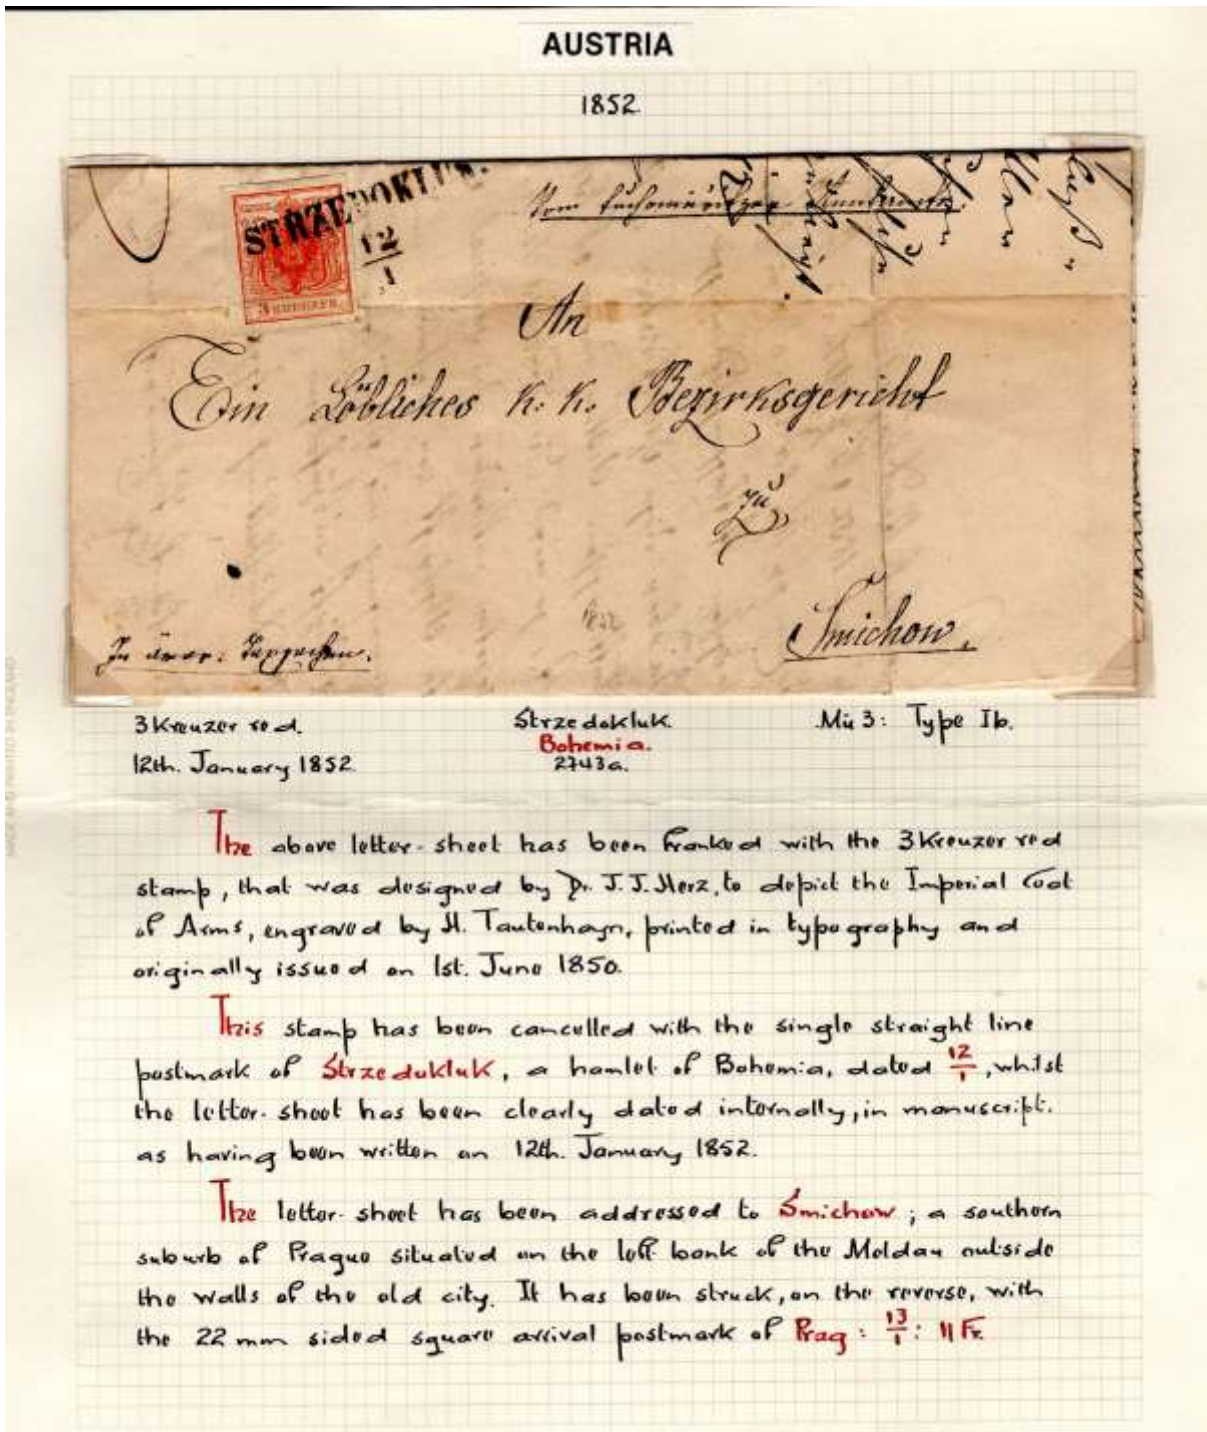 AUSTRIA
1852.
STRZEDOKLUK.
12
1
Vom
An
Ein Löbliches k. k. Bezirksgericht
zu
Smichow.
1852
In
3 Kreuzer red. Strzedokluk. Mü 3: Type Ib.
Bohemia.
12th. January 1852. 2743a.
The above letter-sheet has been franked with the 3 Kreuzer red
stamp, that was designed by Dr. J. J. Herz, to depict the Imperial Coat
of Arms, engraved by H. Tautenhayn, printed in typography and
originally issued on 1st. June 1850.
This stamp has been cancelled with the single straight line
postmark of Strzedokluk, a hamlet of Bohemia, dated 12/1, whilst
the letter-sheet has been clearly dated internally, in manuscript.
as having been written on 12th. January 1852.
The letter-sheet has been addressed to Smichow; a southern
suburb of Prague situated on the left bank of the Moldau outside
the walls of the old city. It has been struck, on the reverse, with
the 22 mm sided square arrival postmark of Prag: 13/1: 11 Fr.